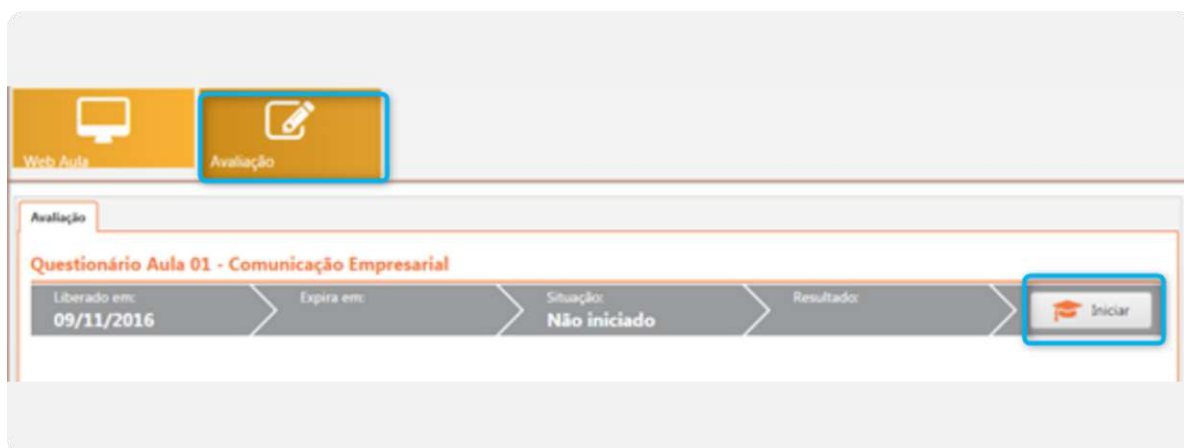 Web Aula
Avaliação
Avaliação
Questionário Aula 01 - Comunicação Empresarial
Liberado em:
09/11/2016
Expira em:
Situação:
Não iniciado
Resultado:
Iniciar